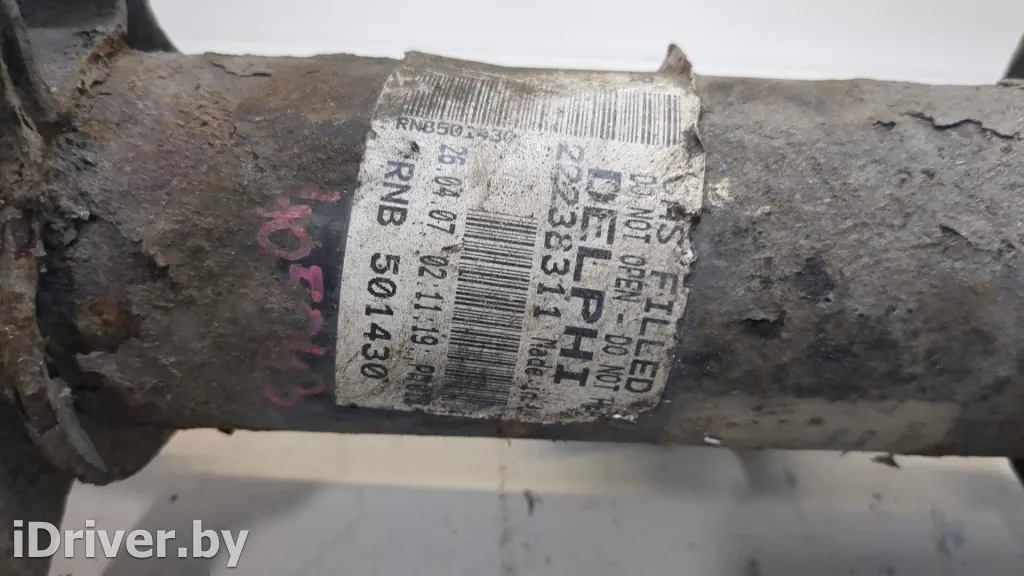 GAS FILLED
DO NOT OPEN - DO NOT
DELPHI
22238311 Made
RNB501430
26.04.07 02.11.19
RNB 501430
iDriver.by